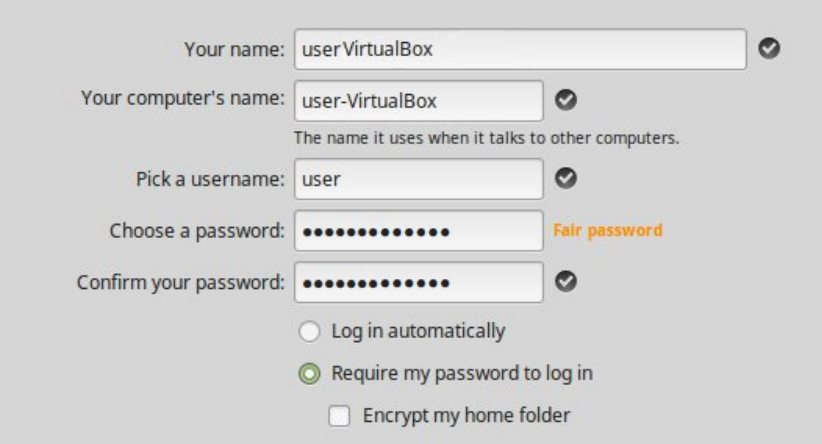 Your name: user VirtualBox
Your computer's name: user-VirtualBox
The name it uses when it talks to other computers.
Pick a username: user
Choose a password: ●●●●●●●●●●●●● Fair password
Confirm your password: ●●●●●●●●●●●●●
Log in automatically
Require my password to log in
Encrypt my home folder